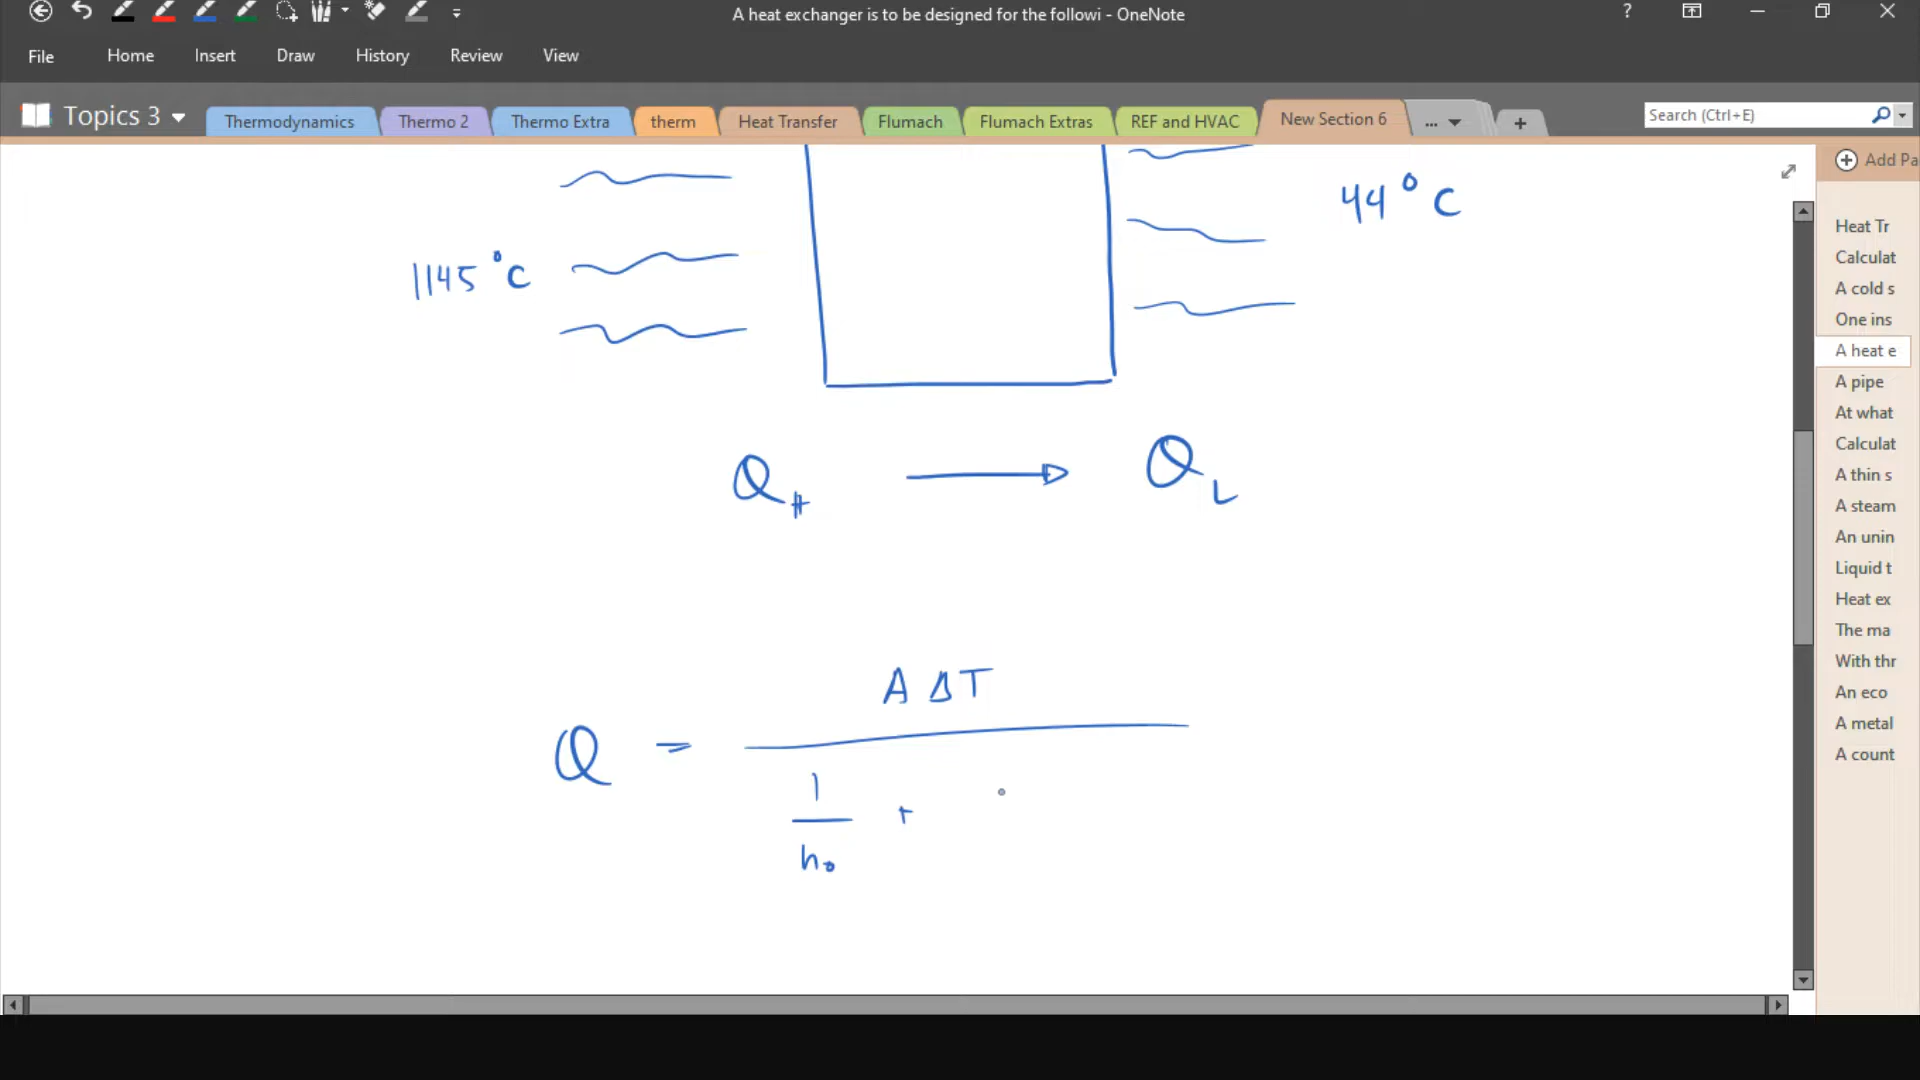 A heat exchanger is to be designed for the followi - OneNote
?
File Home Insert Draw History Review View
Topics 3
Thermodynamics Thermo 2 Thermo Extra therm Heat Transfer Flumach Flumach Extras REF and HVAC New Section 6 ... +
Search (Ctrl+E)
Add Pa
Heat Tr
Calculat
A cold s
One ins
A heat e
A pipe
At what
Calculat
A thin s
A steam
An unin
Liquid t
Heat ex
The ma
With thr
An eco
A metal
A count
44°C
1145°C
Q_H → Q_L
A ΔT
Q =
1
+
h₀